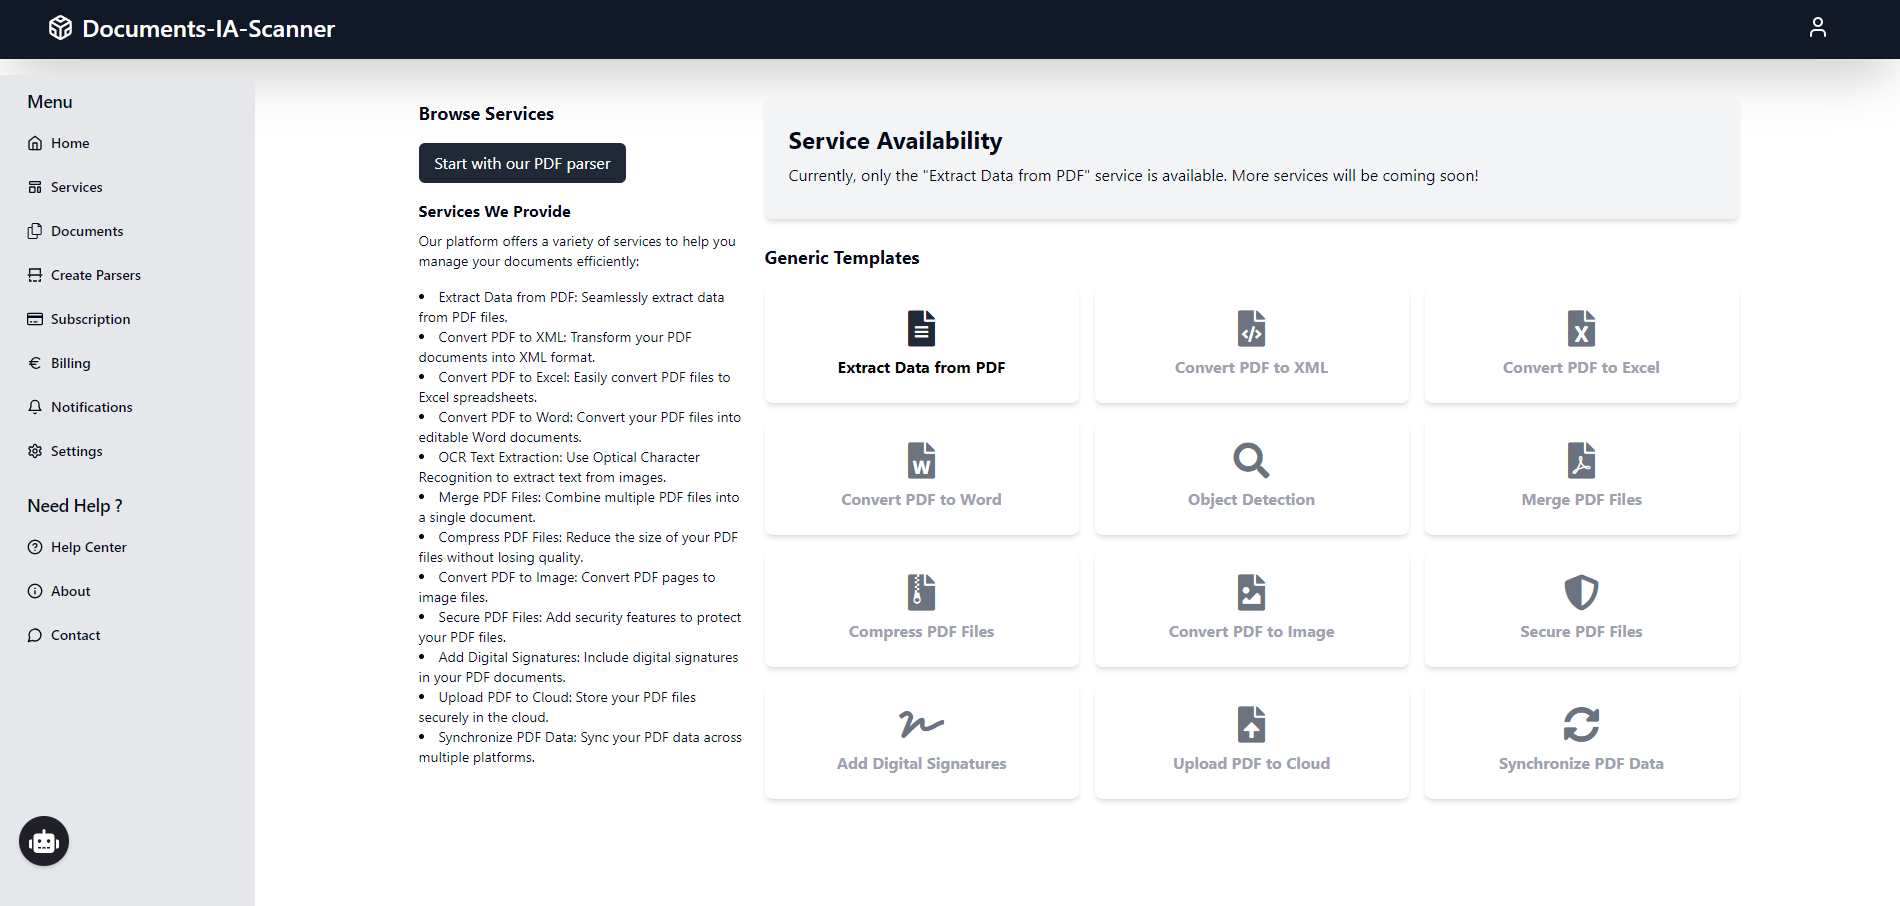 Documents-IA-Scanner
Menu
Home
Services
Documents
Create Parsers
Subscription
Billing
Notifications
Settings
Need Help ?
Help Center
About
Contact
Browse Services
Start with our PDF parser
Services We Provide
Our platform offers a variety of services to help you
manage your documents efficiently:
• Extract Data from PDF: Seamlessly extract data
from PDF files.
• Convert PDF to XML: Transform your PDF
documents into XML format.
• Convert PDF to Excel: Easily convert PDF files to
Excel spreadsheets.
• Convert PDF to Word: Convert your PDF files into
editable Word documents.
• OCR Text Extraction: Use Optical Character
Recognition to extract text from images.
• Merge PDF Files: Combine multiple PDF files into
a single document.
• Compress PDF Files: Reduce the size of your PDF
files without losing quality.
• Convert PDF to Image: Convert PDF pages to
image files.
• Secure PDF Files: Add security features to protect
your PDF files.
• Add Digital Signatures: Include digital signatures
in your PDF documents.
• Upload PDF to Cloud: Store your PDF files
securely in the cloud.
• Synchronize PDF Data: Sync your PDF data across
multiple platforms.
Service Availability
Currently, only the "Extract Data from PDF" service is available. More services will be coming soon!
Generic Templates
Extract Data from PDF
Convert PDF to XML
X
Convert PDF to Excel
W
Convert PDF to Word
Object Detection
Merge PDF Files
Compress PDF Files
Convert PDF to Image
Secure PDF Files
Add Digital Signatures
Upload PDF to Cloud
Synchronize PDF Data